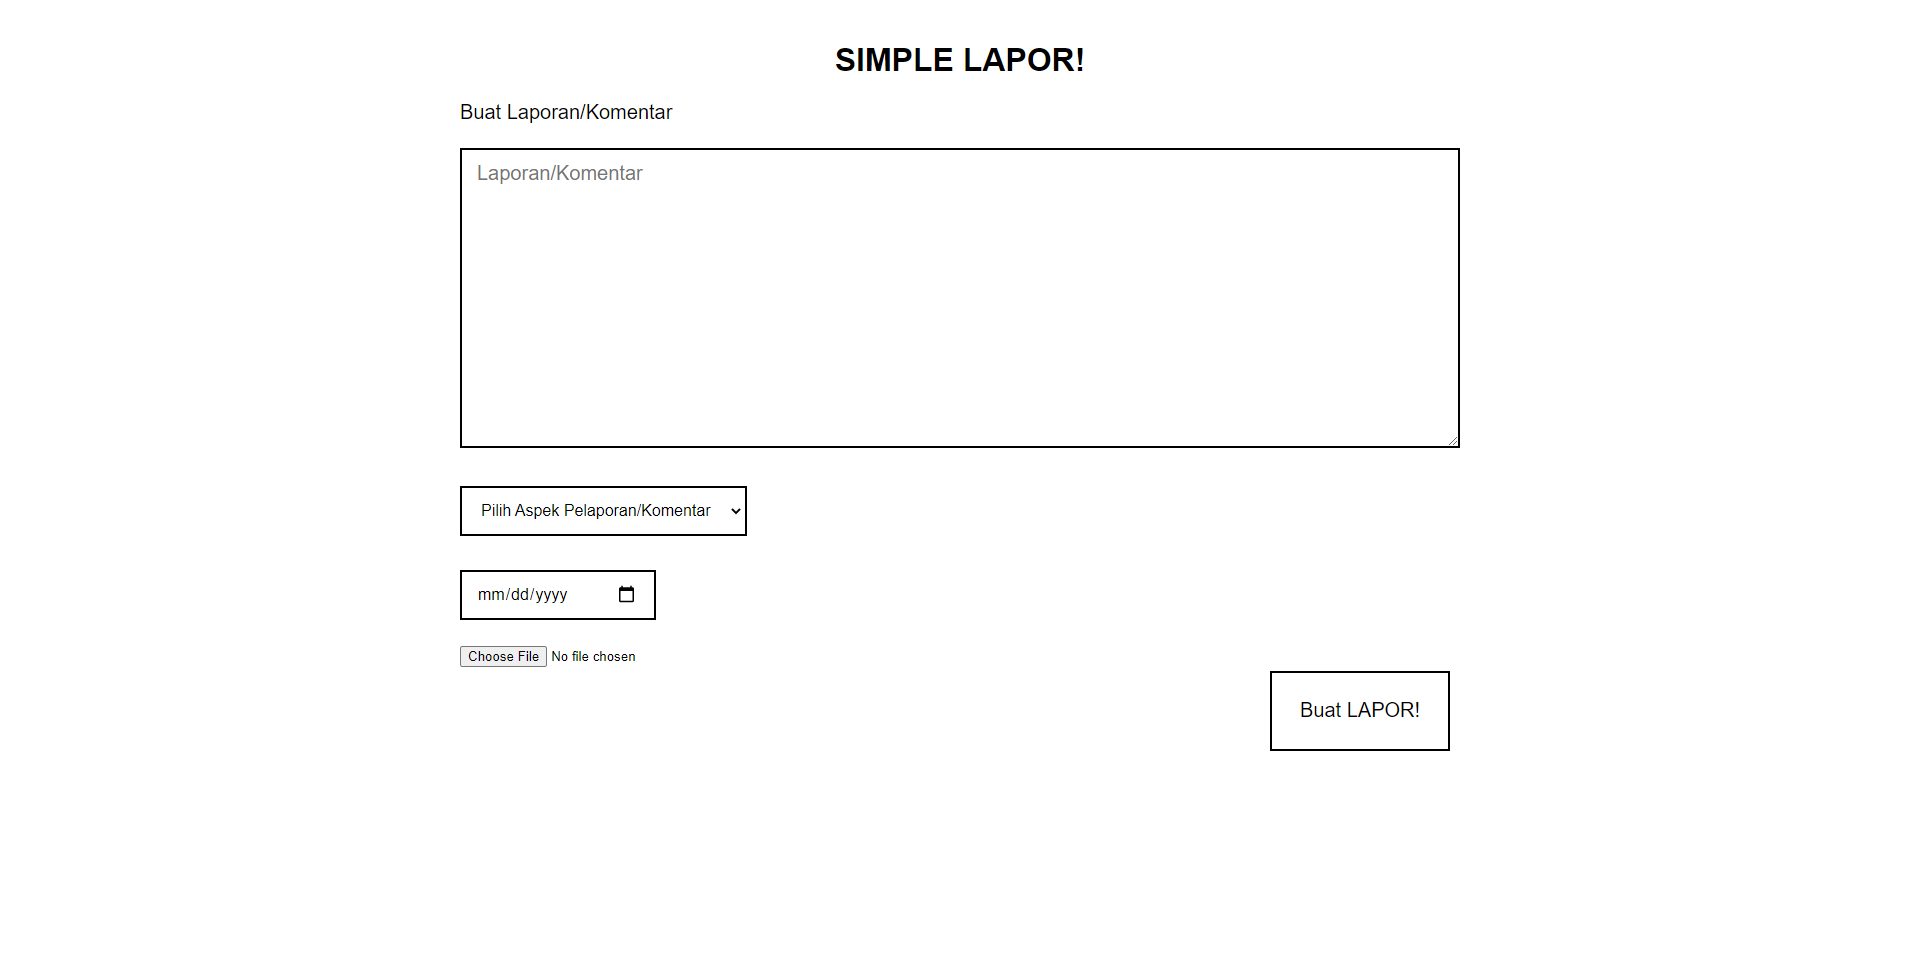 SIMPLE LAPOR!
Buat Laporan/Komentar
Laporan/Komentar
Pilih Aspek Pelaporan/Komentar
mm/dd/yyyy
Choose File No file chosen
Buat LAPOR!